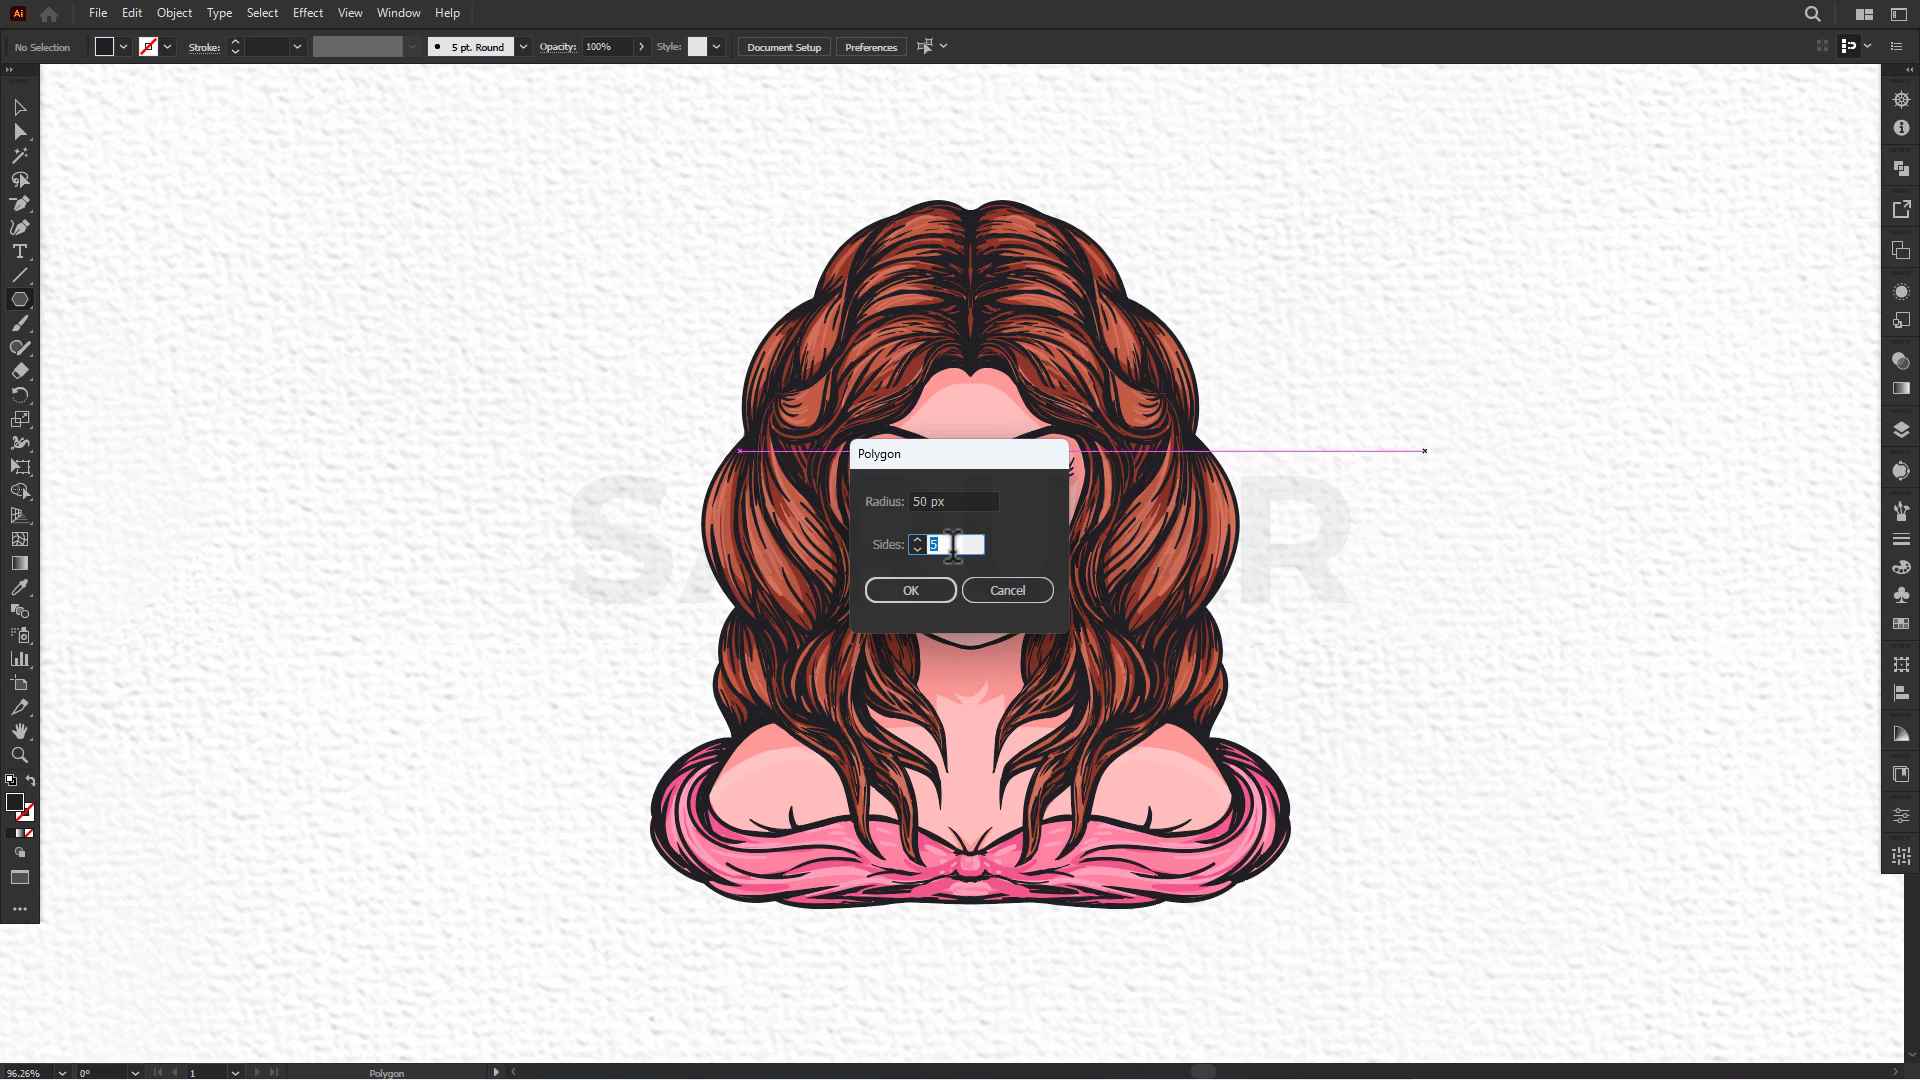 Ai File Edit Object Type Select Effect View Window Help
No Selection Stroke: 5 pt. Round Opacity: 100% Style: Document Setup Preferences
Polygon
Radius: 50 px
Sides: 5
OK Cancel
96.26% 0° 1 Polygon